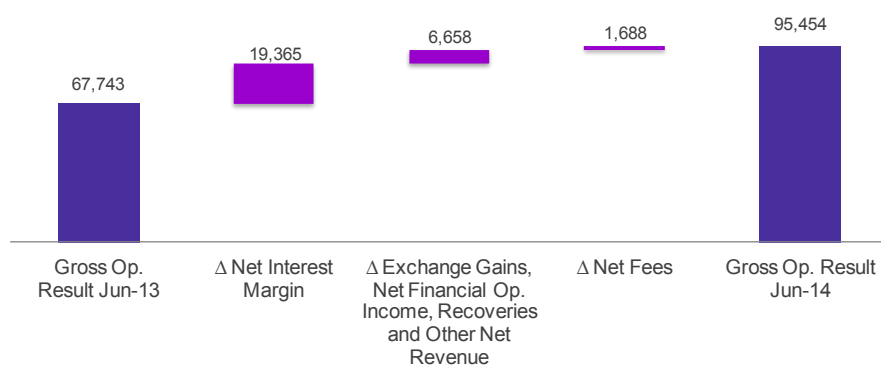 67,743
19,365
6,658
1,688
95,454
Gross Op.
Result Jun-13
Δ Net Interest
Margin
Δ Exchange Gains,
Net Financial Op.
Income, Recoveries
and Other Net
Revenue
Δ Net Fees
Gross Op. Result
Jun-14